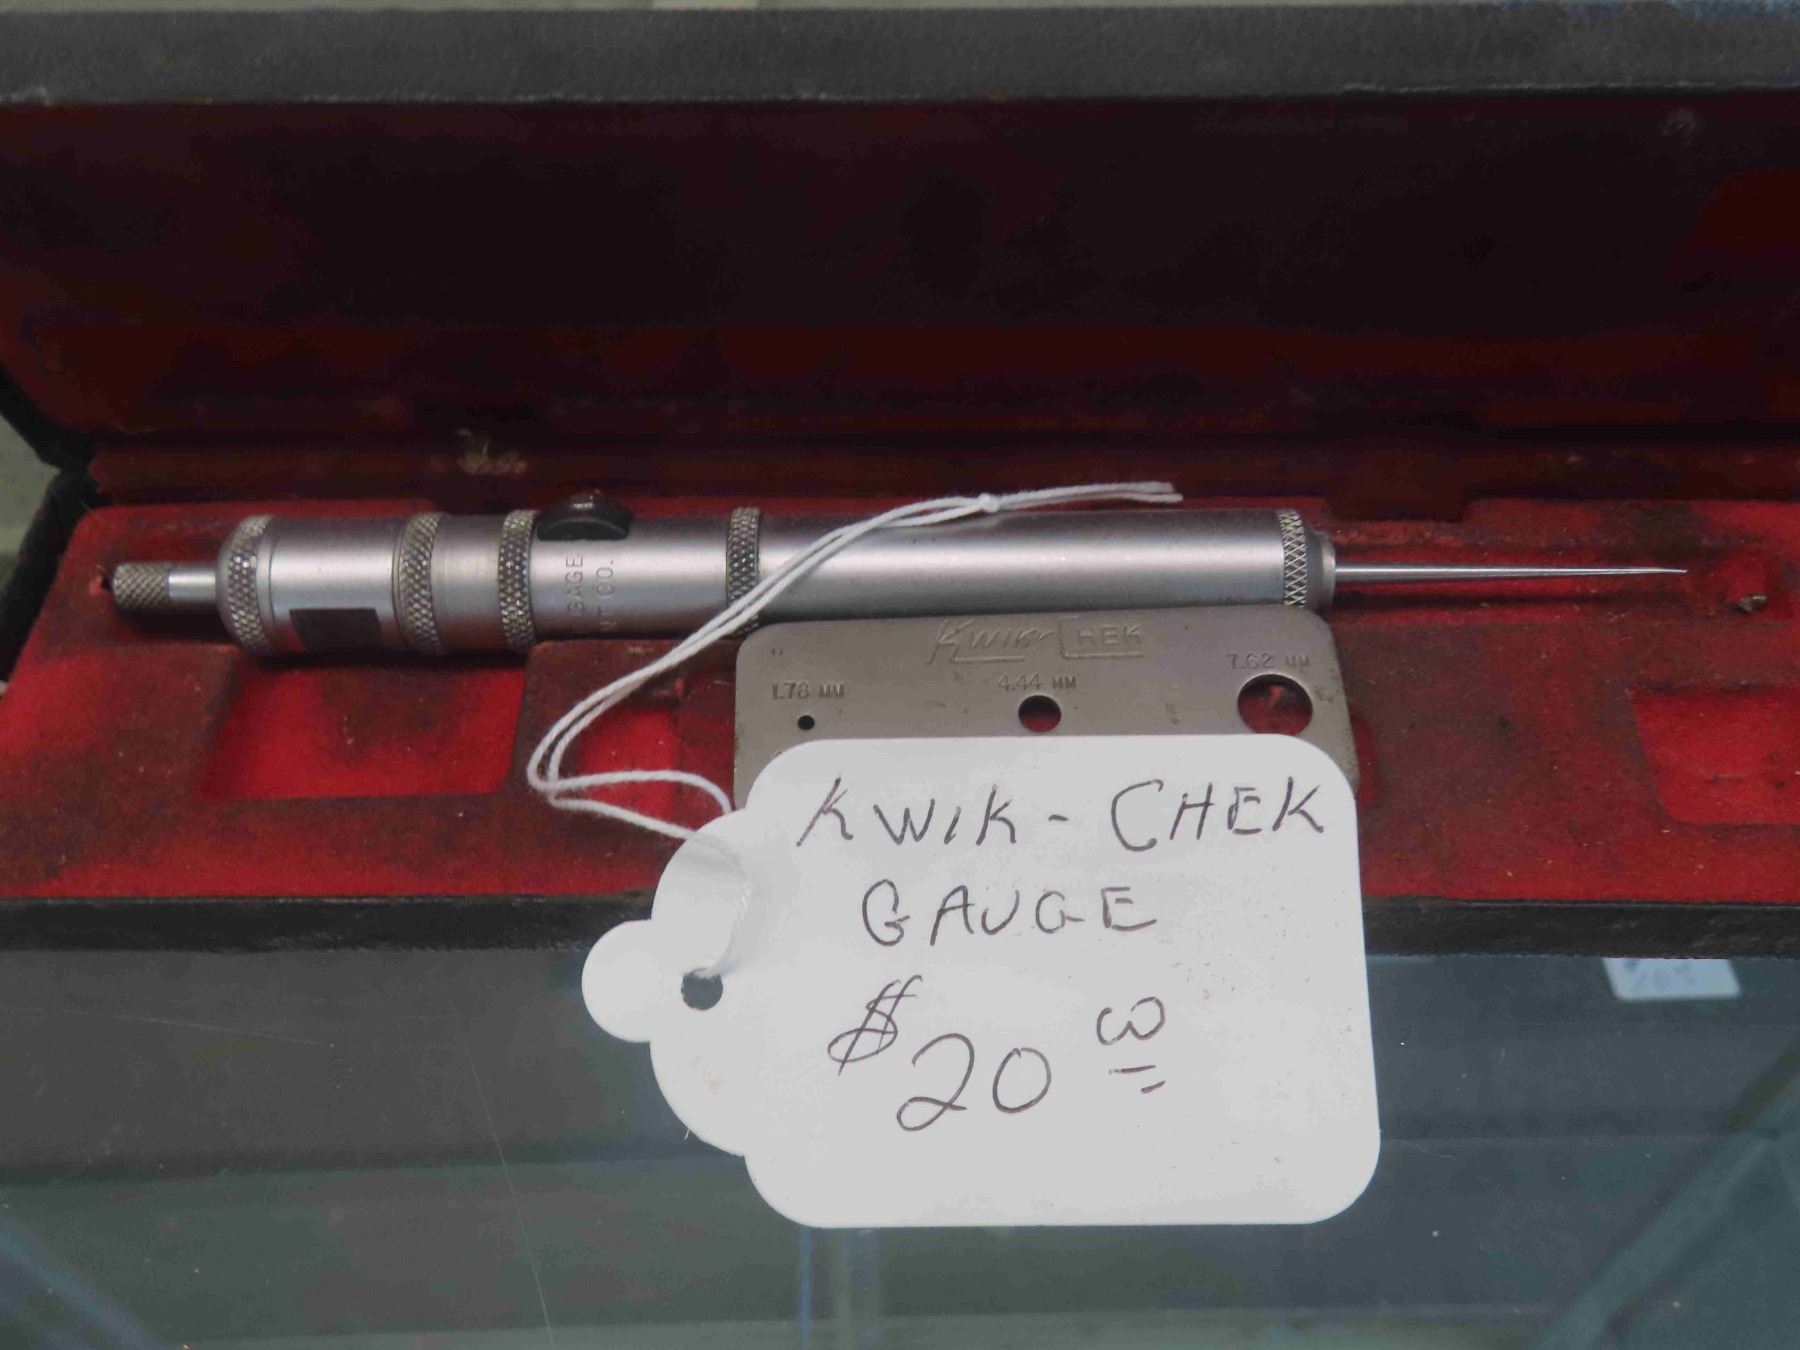 GAGE
CO.
KWIK-CHEK
1.78 MM
4.44 MM
7.62 MM
KWIK-CHEK
GAUGE
$20 00